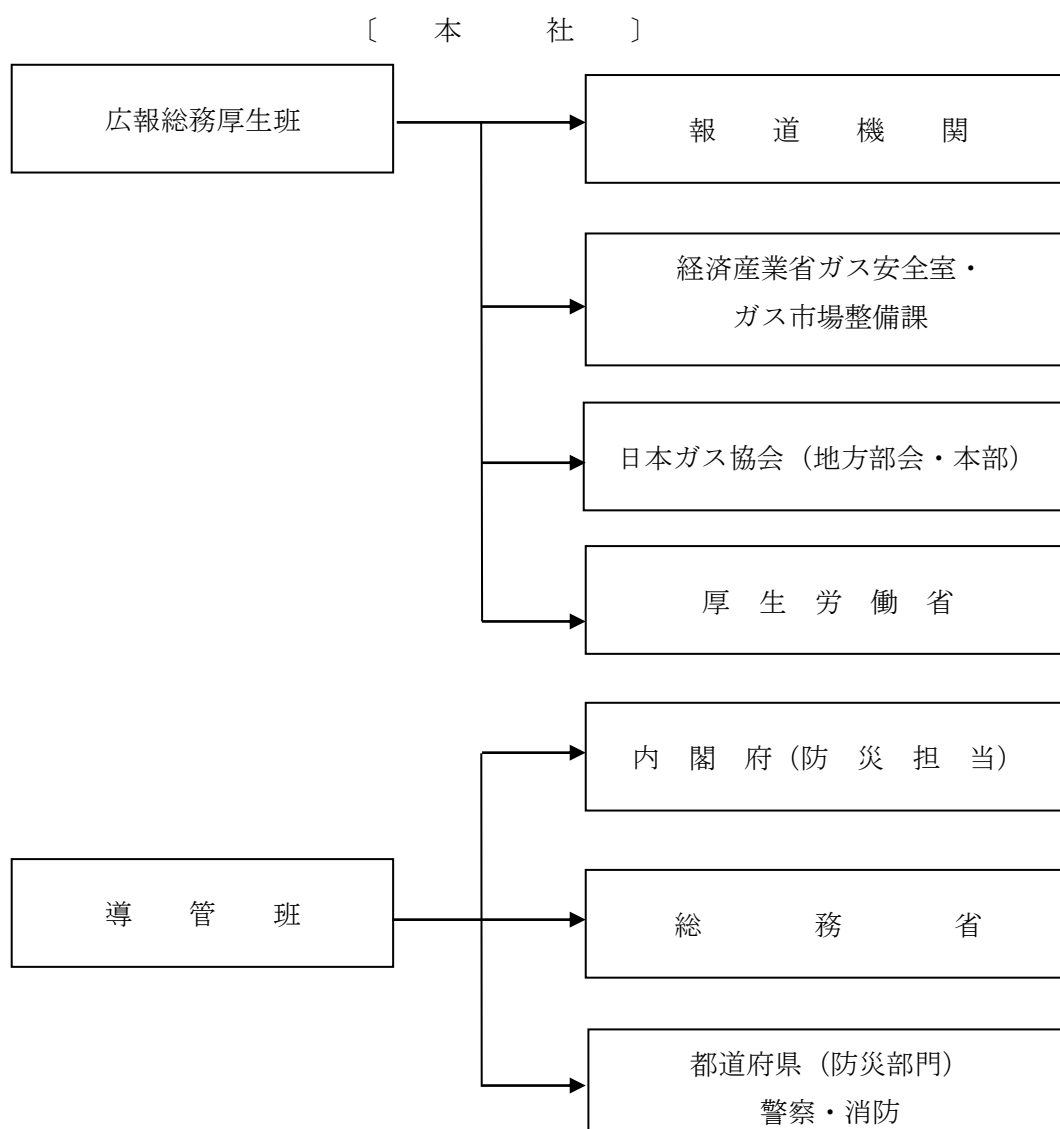 〔 本 社 〕
広報総務厚生班
報 道 機 関
経済産業省ガス安全室・
ガス市場整備課
日本ガス協会（地方部会・本部）
厚 生 労 働 省
内 閣 府（防 災 担 当）
導 管 班
総 務 省
都道府県（防災部門）
警察・消防